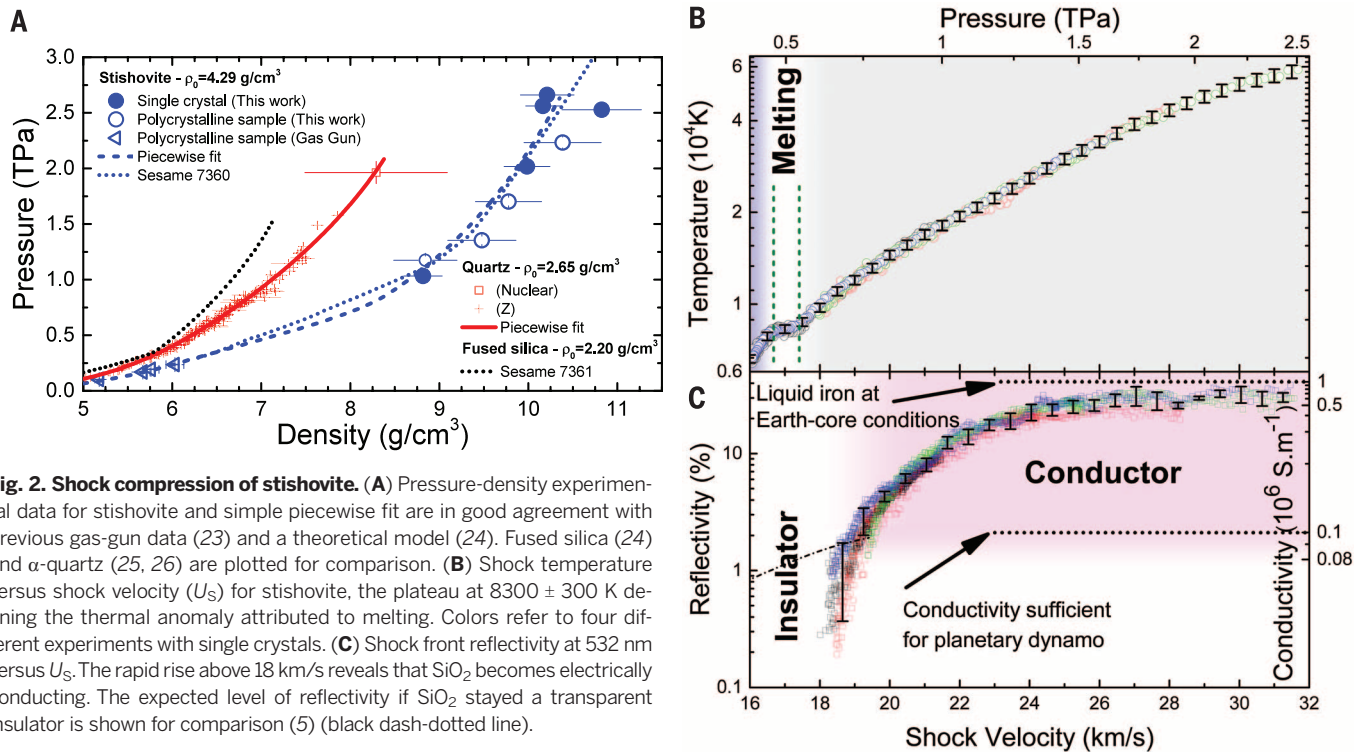 A
Pressure (TPa)
3.0
2.5
2.0
1.5
1.0
0.5
0.0
Stishovite - ρ0=4.29 g/cm3
Single crystal (This work)
Polycrystalline sample (This work)
Polycrystalline sample (Gas Gun)
Piecewise fit
Sesame 7360
Quartz - ρ0=2.65 g/cm3
(Nuclear)
(Z)
Piecewise fit
Fused silica - ρ0=2.20 g/cm3
Sesame 7361
5 6 7 8 9 10 11
Density (g/cm3)
ig. 2. Shock compression of stishovite. (A) Pressure-density experimen-
al data for stishovite and simple piecewise fit are in good agreement with
revious gas-gun data (23) and a theoretical model (24). Fused silica (24)
nd α-quartz (25, 26) are plotted for comparison. (B) Shock temperature
ersus shock velocity (US) for stishovite, the plateau at 8300 ± 300 K de-
ning the thermal anomaly attributed to melting. Colors refer to four dif-
erent experiments with single crystals. (C) Shock front reflectivity at 532 nm
ersus US. The rapid rise above 18 km/s reveals that SiO2 becomes electrically
onducting. The expected level of reflectivity if SiO2 stayed a transparent
nsulator is shown for comparison (5) (black dash-dotted line).
B
Pressure (TPa)
0.5 1 1.5 2 2.5
Temperature (10^4K)
6
4
2
1
0.6
Melting
C
Reflectivity (%)
10
1
0.1
Liquid iron at
Earth-core conditions
Insulator
Conductor
Conductivity sufficient
for planetary dynamo
Conductivity (10^6 S.m-1)
1
0.5
0.1
0.08
16 18 20 22 24 26 28 30 32
Shock Velocity (km/s)